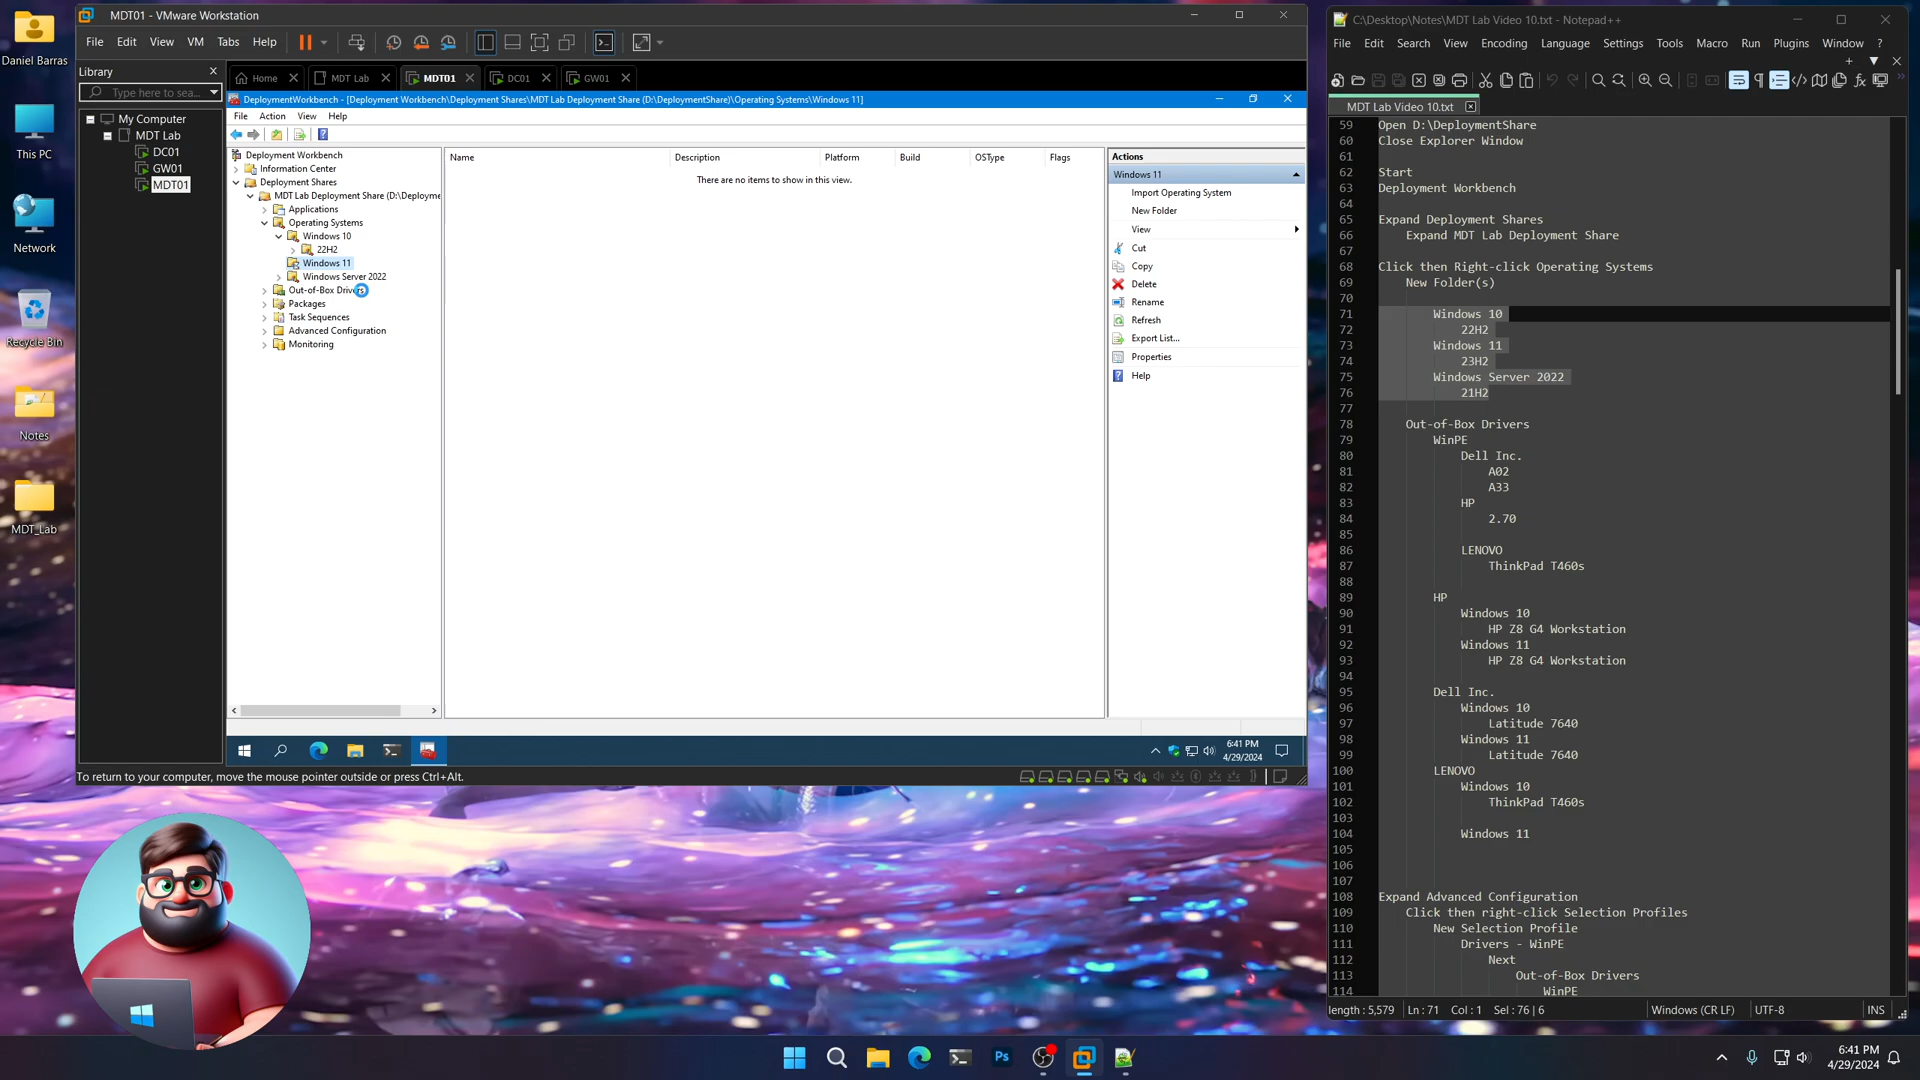 Daniel Barras
This PC
Network
Recycle Bin
Notes
MDT_Lab
MDT01 - VMware Workstation
File Edit View VM Tabs Help
Library
Type here to sea...
My Computer
MDT Lab
DC01
GW01
MDT01
Home MDT Lab MDT01 DC01 GW01
DeploymentWorkbench - [Deployment Workbench\Deployment Shares\MDT Lab Deployment Share (D:\DeploymentShare)\Operating Systems\Windows 11]
File Action View Help
Deployment Workbench
Information Center
Deployment Shares
MDT Lab Deployment Share (D:\Deployme
Applications
Operating Systems
Windows 10
22H2
Windows 11
Windows Server 2022
Out-of-Box Drivers
Packages
Task Sequences
Advanced Configuration
Monitoring
Name Description Platform Build OSType Flags
There are no items to show in this view.
Actions
Windows 11
Import Operating System
New Folder
View
Cut
Copy
Delete
Rename
Refresh
Export List...
Properties
Help
6:41 PM
4/29/2024
To return to your computer, move the mouse pointer outside or press Ctrl+Alt.
C:\Desktop\Notes\MDT Lab Video 10.txt - Notepad++
File Edit Search View Encoding Language Settings Tools Macro Run Plugins Window ?
MDT Lab Video 10.txt
59 Open D:\DeploymentShare
60 Close Explorer Window
61
62 Start
63 Deployment Workbench
64
65 Expand Deployment Shares
66 Expand MDT Lab Deployment Share
67
68 Click then Right-click Operating Systems
69 New Folder(s)
70
71 Windows 10
72 22H2
73 Windows 11
74 23H2
75 Windows Server 2022
76 21H2
77
78 Out-of-Box Drivers
79 WinPE
80 Dell Inc.
81 A02
82 A33
83 HP
84 2.70
85
86 LENOVO
87 ThinkPad T460s
88
89 HP
90 Windows 10
91 HP Z8 G4 Workstation
92 Windows 11
93 HP Z8 G4 Workstation
94
95 Dell Inc.
96 Windows 10
97 Latitude 7640
98 Windows 11
99 Latitude 7640
100 LENOVO
101 Windows 10
102 ThinkPad T460s
103
104 Windows 11
105
106
107
108 Expand Advanced Configuration
109 Click then right-click Selection Profiles
110 New Selection Profile
111 Drivers - WinPE
112 Next
113 Out-of-Box Drivers
114 WinPE
length : 5,579 Ln : 71 Col : 1 Sel : 76 | 6 Windows (CR LF) UTF-8 INS
Ps
6:41 PM
4/29/2024